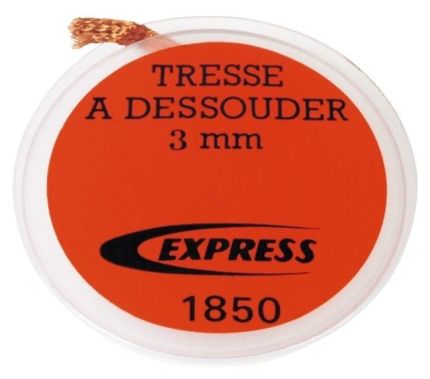 TRESSE
A DESSOUDER
3 mm
EXPRESS
1850